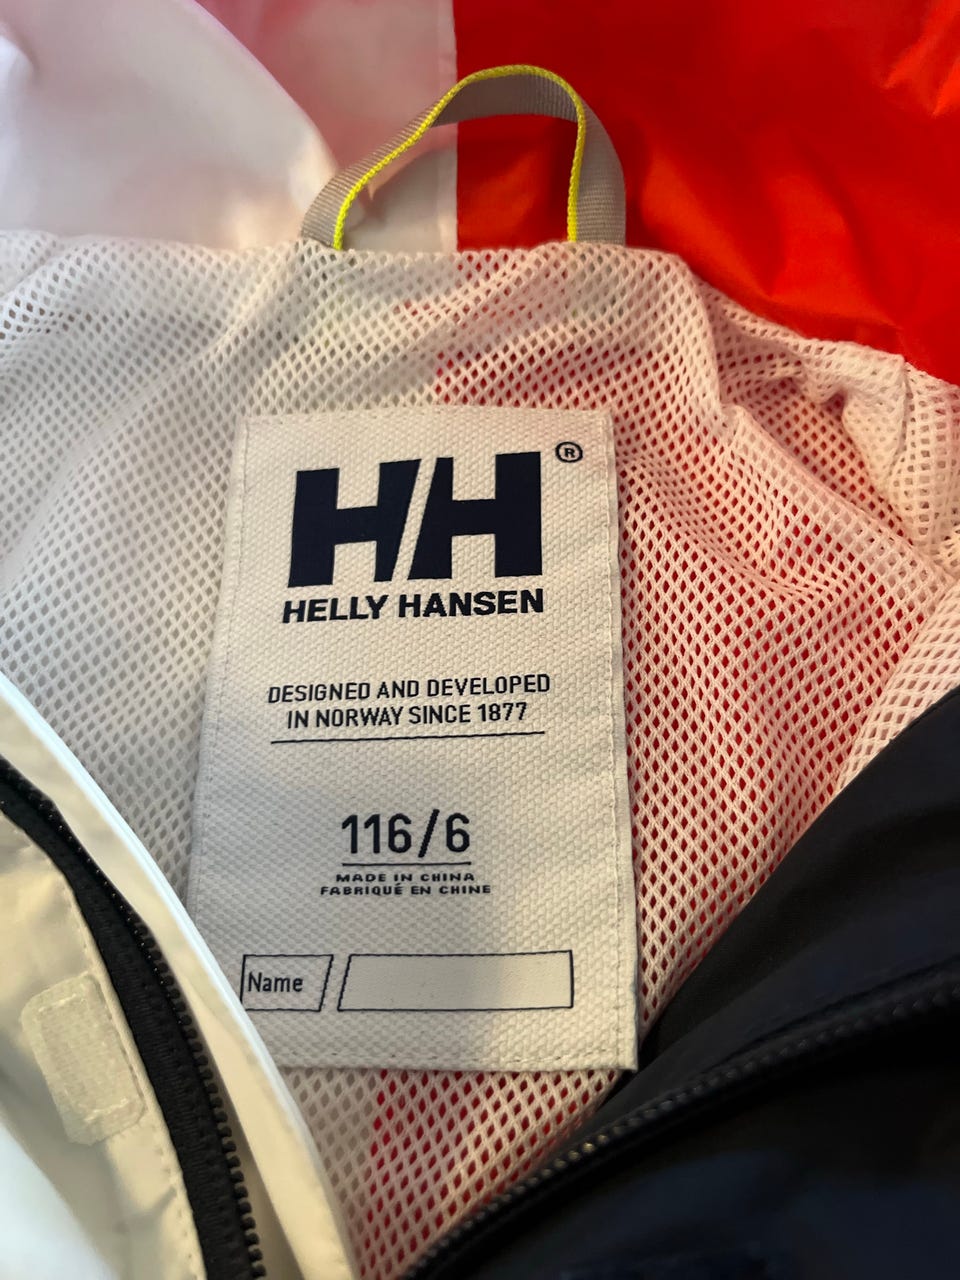 HH®
HELLY HANSEN
DESIGNED AND DEVELOPED
IN NORWAY SINCE 1877
116/6
MADE IN CHINA
FABRIQUÉ EN CHINE
Name